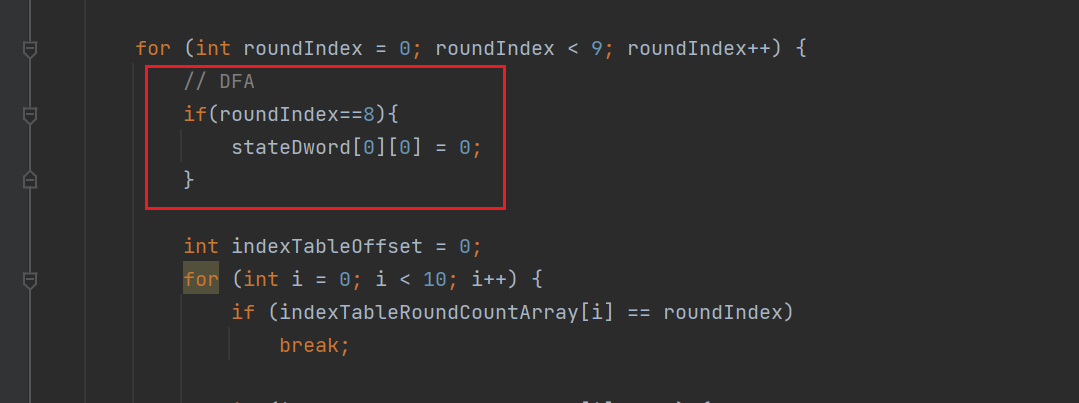 for (int roundIndex = 0; roundIndex < 9; roundIndex++) {
// DFA
if(roundIndex==8){
stateDword[0][0] = 0;
}
int indexTableOffset = 0;
for (int i = 0; i < 10; i++) {
if (indexTableRoundCountArray[i] == roundIndex)
break;